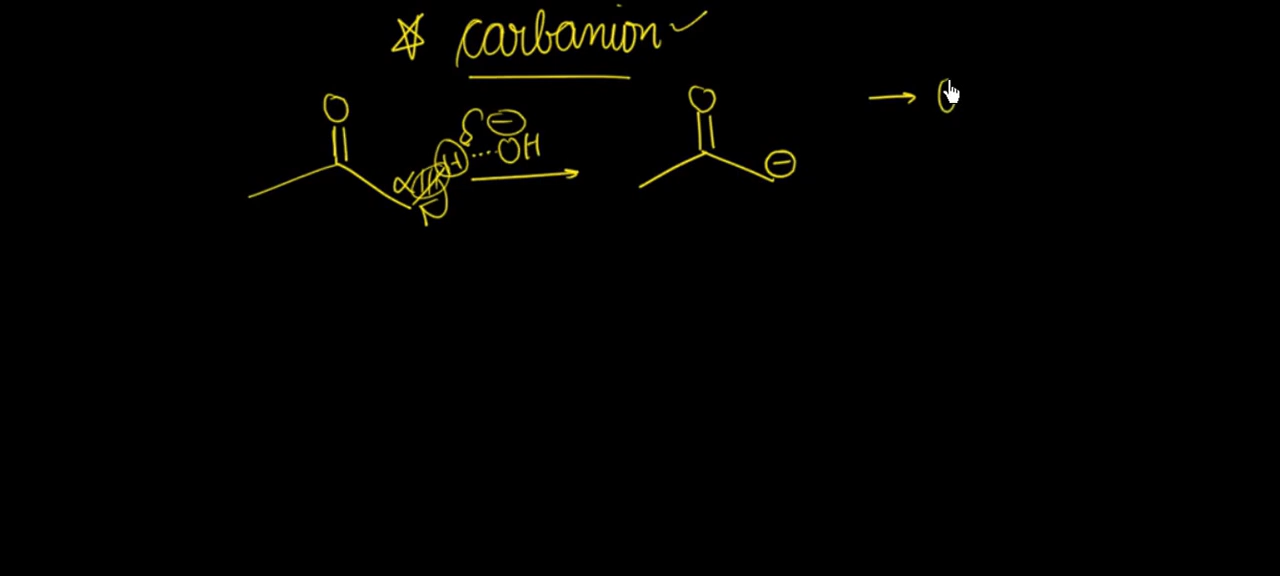 ☆ Carbanion ✓
O O →
⊖
α H ···· OH ⊖